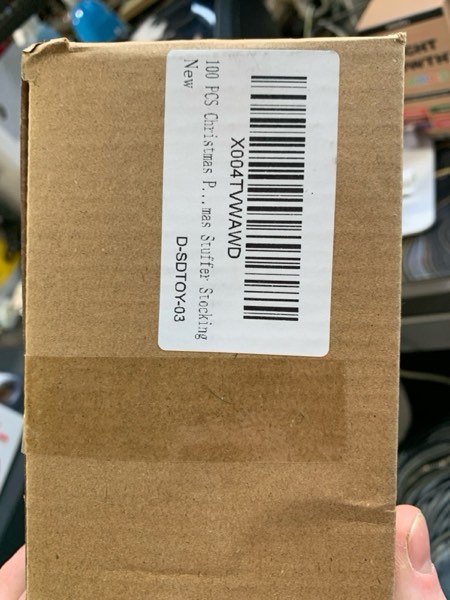 X004TVWAWD
100 PCS Christmas P...mas Stuffer Stocking
New
D-SDTOY-03